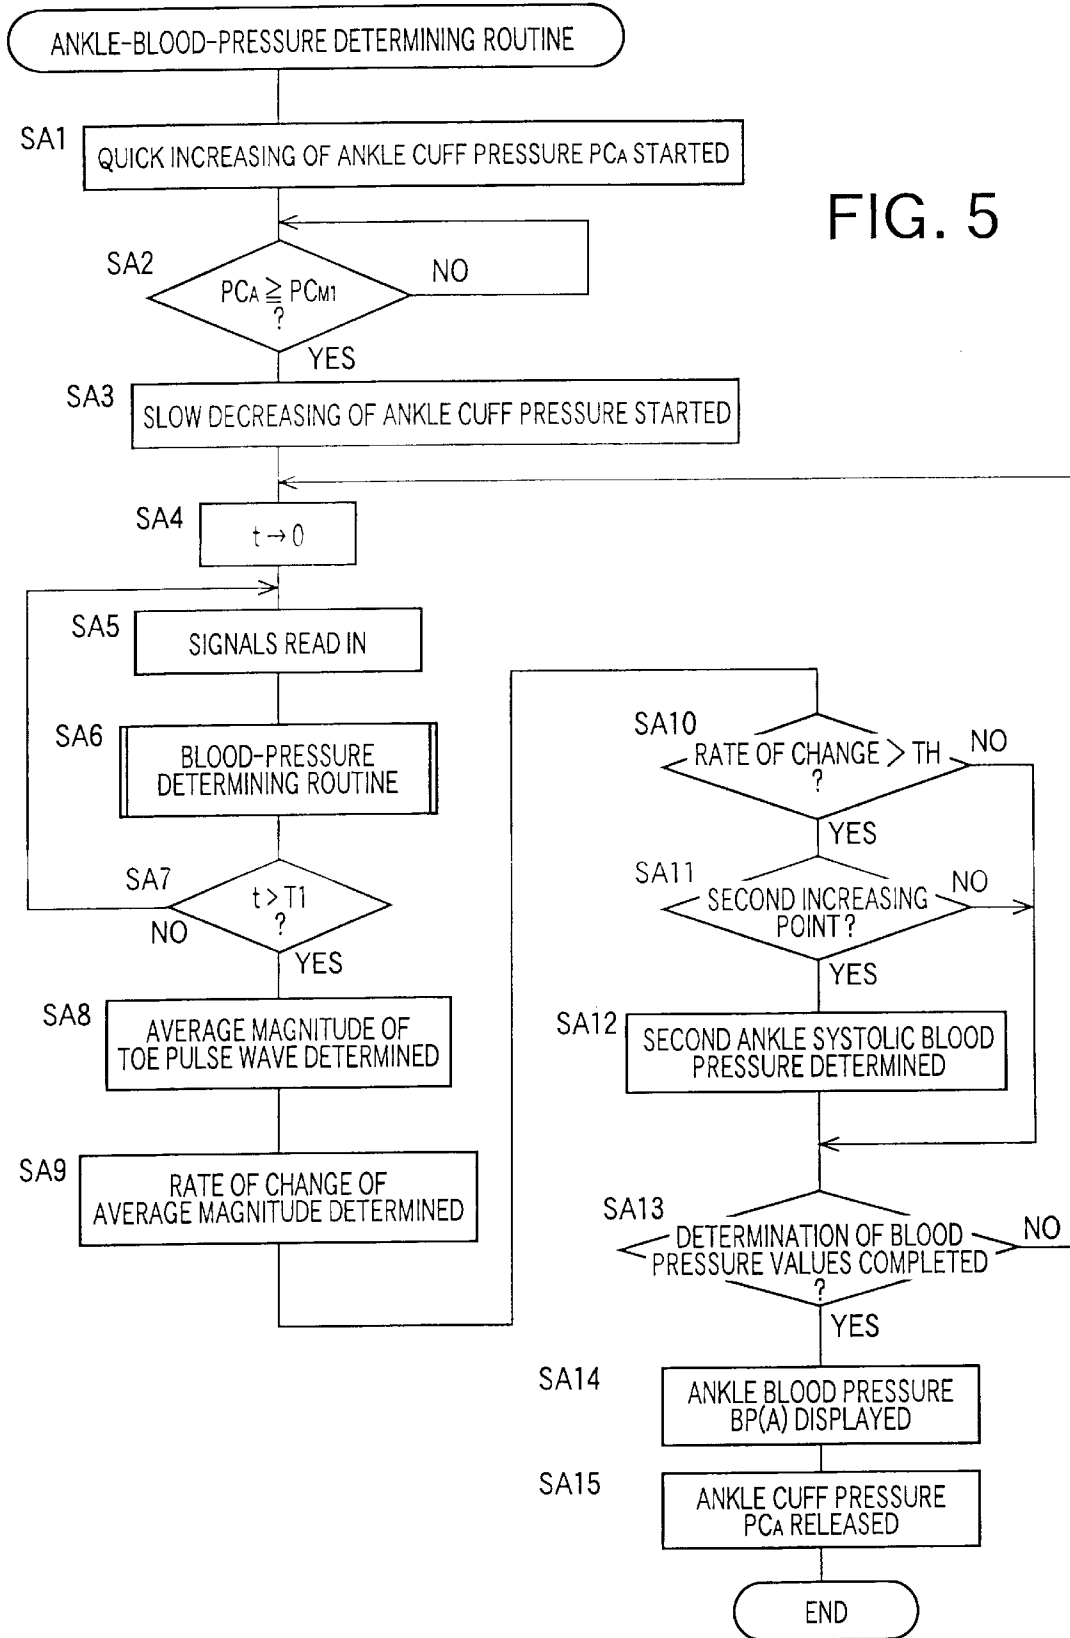 ANKLE-BLOOD-PRESSURE DETERMINING ROUTINE
SA1
QUICK INCREASING OF ANKLE CUFF PRESSURE PCA STARTED
FIG. 5
SA2
PCA ≧ PCM1
?
NO
YES
SA3
SLOW DECREASING OF ANKLE CUFF PRESSURE STARTED
SA4
t → 0
SA5
SIGNALS READ IN
SA6
BLOOD-PRESSURE
DETERMINING ROUTINE
SA7
t > T1
?
NO
YES
SA8
AVERAGE MAGNITUDE OF
TOE PULSE WAVE DETERMINED
SA9
RATE OF CHANGE OF
AVERAGE MAGNITUDE DETERMINED
SA10
RATE OF CHANGE > TH
?
NO
YES
SA11
SECOND INCREASING
POINT?
NO
YES
SA12
SECOND ANKLE SYSTOLIC BLOOD
PRESSURE DETERMINED
SA13
DETERMINATION OF BLOOD
PRESSURE VALUES COMPLETED
?
NO
YES
SA14
ANKLE BLOOD PRESSURE
BP(A) DISPLAYED
SA15
ANKLE CUFF PRESSURE
PCA RELEASED
END